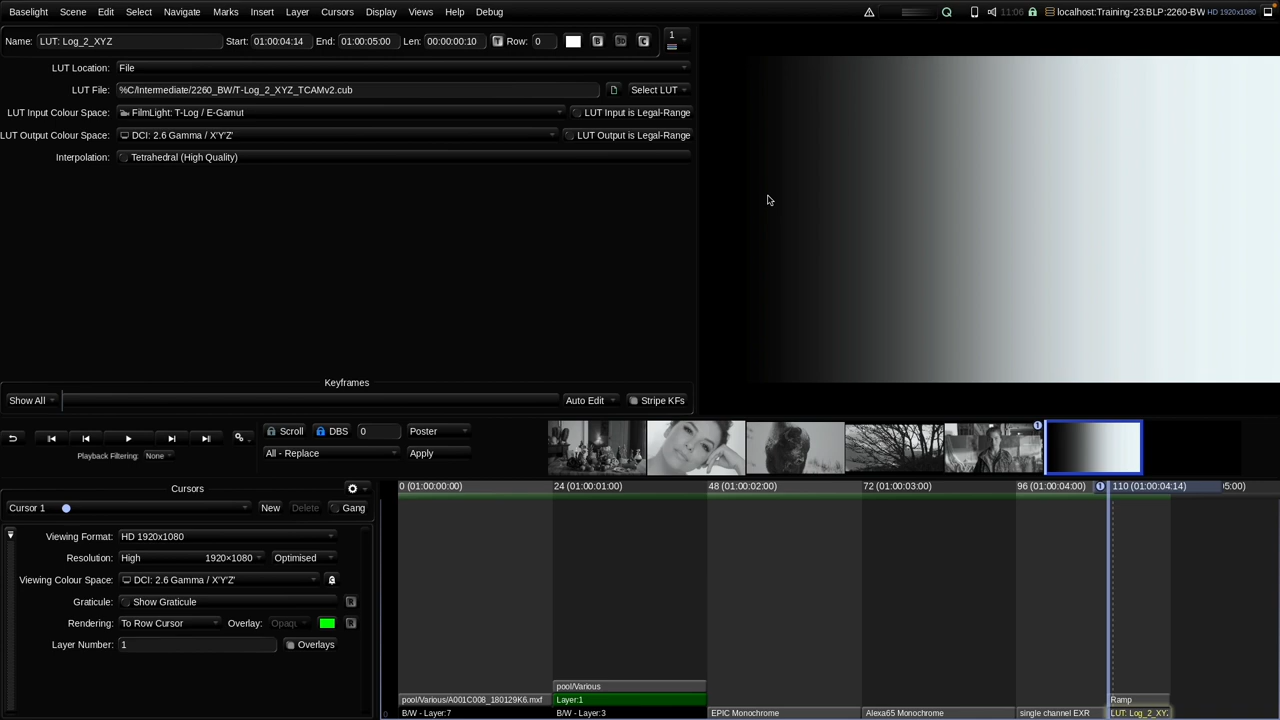 Baselight Scene Edit Select Navigate Marks Insert Layer Cursors Display Views Help Debug 11:06 localhost:Training-23:BLP:2260-BW HD 1920x1080
Name: LUT: Log_2_XYZ Start: 01:00:04:14 End: 01:00:05:00 Len: 00:00:00:10 Row: 0 1
LUT Location: File
LUT File: %C/Intermediate/2260_BW/T-Log_2_XYZ_TCAMv2.cub Select LUT
LUT Input Colour Space: FilmLight: T-Log / E-Gamut LUT Input is Legal-Range
LUT Output Colour Space: DCI: 2.6 Gamma / X'Y'Z' LUT Output is Legal-Range
Interpolation: Tetrahedral (High Quality)
Keyframes
Show All Auto Edit Stripe KFs
Scroll DBS 0 Poster
Playback Filtering: None All - Replace Apply
Cursors
0 (01:00:00:00) 24 (01:00:01:00) 48 (01:00:02:00) 72 (01:00:03:00) 96 (01:00:04:00) 110 (01:00:04:14) 05:00)
Cursor 1 New Delete Gang
Viewing Format: HD 1920x1080
Resolution: High 1920×1080 Optimised
Viewing Colour Space: DCI: 2.6 Gamma / X'Y'Z'
Graticule: Show Graticule R
Rendering: To Row Cursor Overlay: Opaqu R
Layer Number: 1 Overlays
pool/Various
pool/Various/A001C008_180129K6.mxf Layer:1 Ramp
0 B/W - Layer:7 B/W - Layer:3 EPIC Monochrome Alexa65 Monochrome single channel EXR LUT: Log_2_XYZ